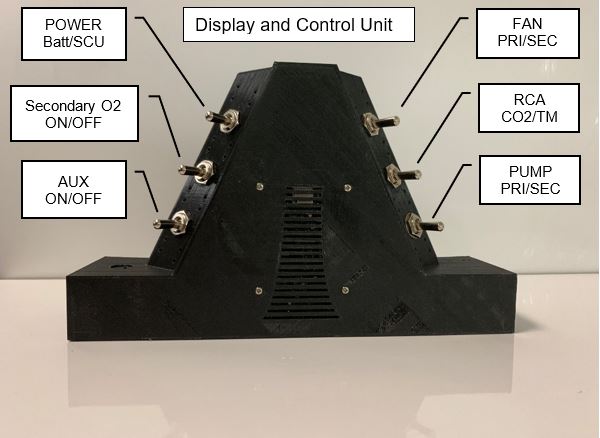 Display and Control Unit
POWER
Batt/SCU
Secondary O2
ON/OFF
AUX
ON/OFF
FAN
PRI/SEC
RCA
CO2/TM
PUMP
PRI/SEC